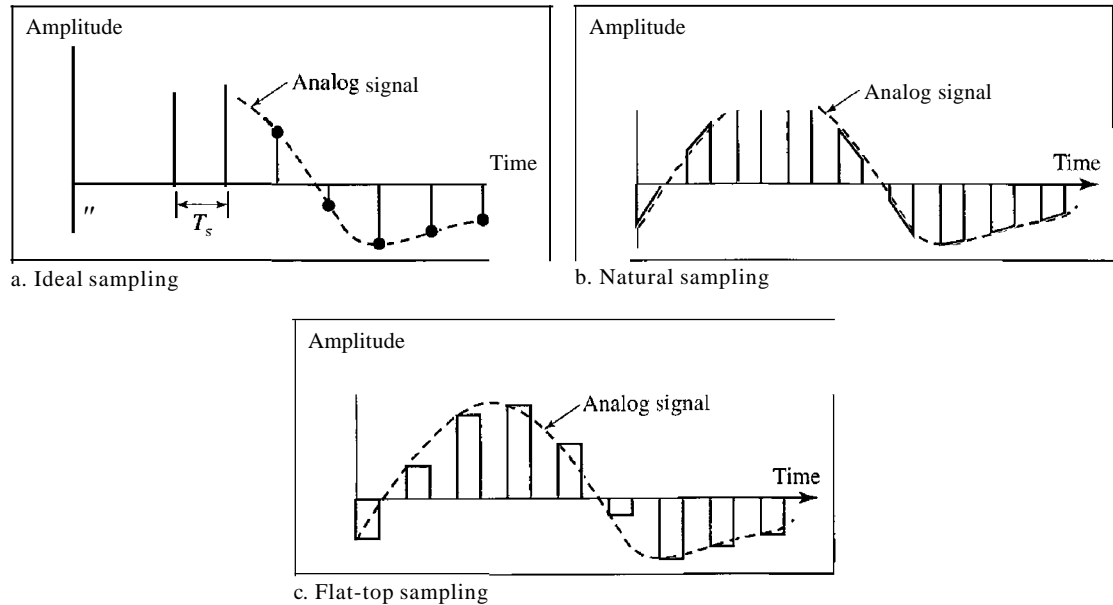 Amplitude
Analog signal
Time
"
Ts
a. Ideal sampling
Amplitude
Analog signal
Time
b. Natural sampling
Amplitude
Analog signal
Time
c. Flat-top sampling